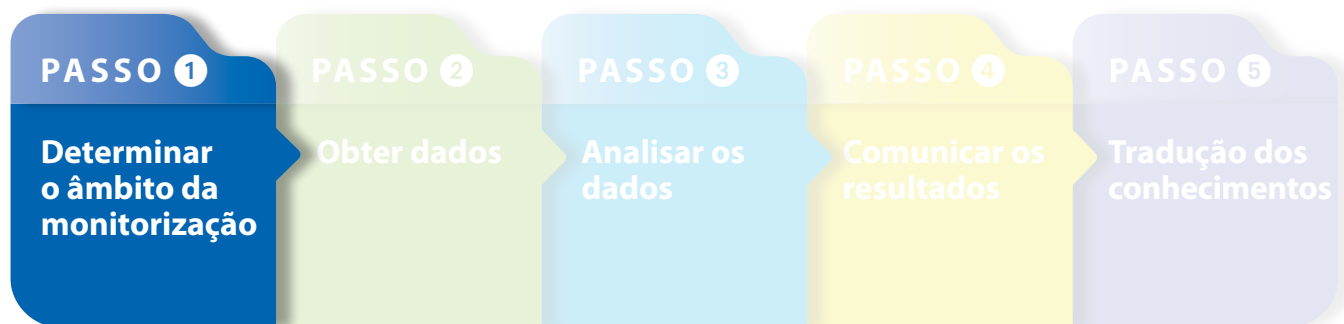 PASSO 1
Determinar
o âmbito da
monitorização
PASSO 2
Obter dados
PASSO 3
Analisar os
dados
PASSO 4
Comunicar os
resultados
PASSO 5
Tradução dos
conhecimentos